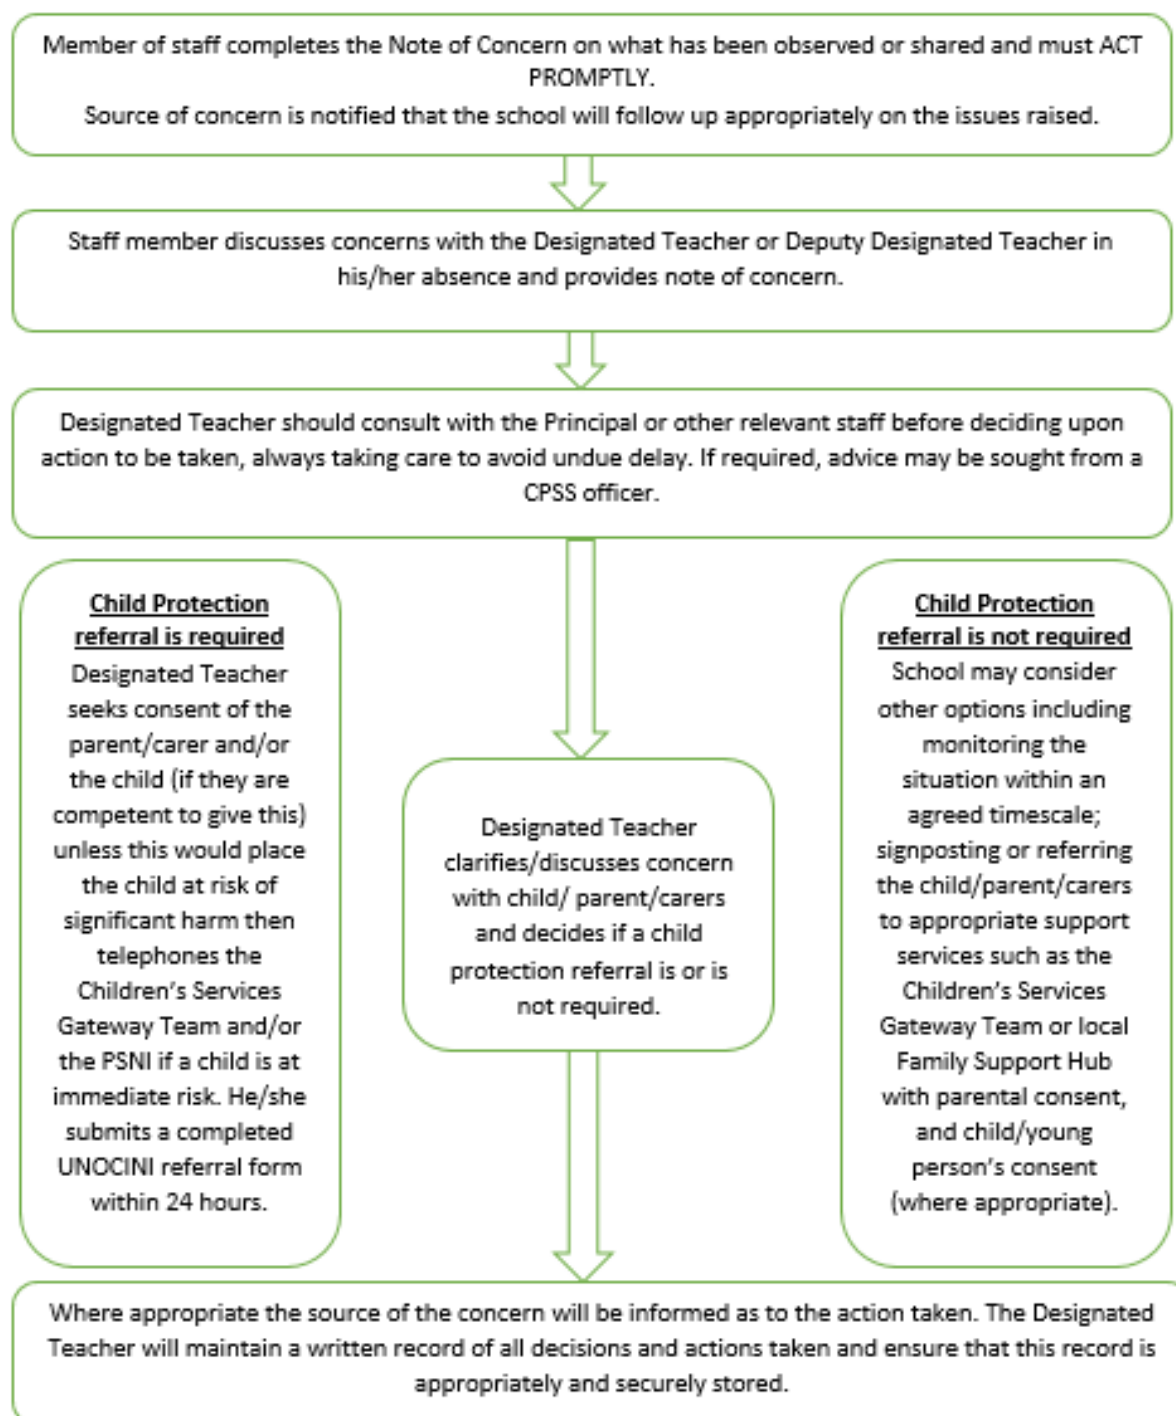 Member of staff completes the Note of Concern on what has been observed or shared and must ACT
PROMPTLY.
Source of concern is notified that the school will follow up appropriately on the issues raised.
Staff member discusses concerns with the Designated Teacher or Deputy Designated Teacher in
his/her absence and provides note of concern.
Designated Teacher should consult with the Principal or other relevant staff before deciding upon
action to be taken, always taking care to avoid undue delay. If required, advice may be sought from a
CPSS officer.
Child Protection
referral is required
Designated Teacher
seeks consent of the
parent/carer and/or
the child (if they are
competent to give this)
unless this would place
the child at risk of
significant harm then
telephones the
Children's Services
Gateway Team and/or
the PSNI if a child is at
immediate risk. He/she
submits a completed
UNOCINI referral form
within 24 hours.
Designated Teacher
clarifies/discusses concern
with child/ parent/carers
and decides if a child
protection referral is or is
not required.
Child Protection
referral is not required
School may consider
other options including
monitoring the
situation within an
agreed timescale;
signposting or referring
the child/parent/carers
to appropriate support
services such as the
Children's Services
Gateway Team or local
Family Support Hub
with parental consent,
and child/young
person's consent
(where appropriate).
Where appropriate the source of the concern will be informed as to the action taken. The Designated
Teacher will maintain a written record of all decisions and actions taken and ensure that this record is
appropriately and securely stored.